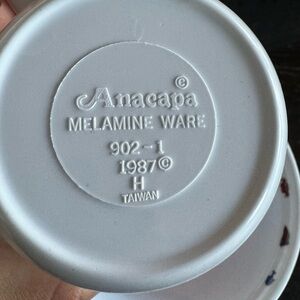 Anacapa ©
MELAMINE WARE
902-1
1987©
H
TAIWAN